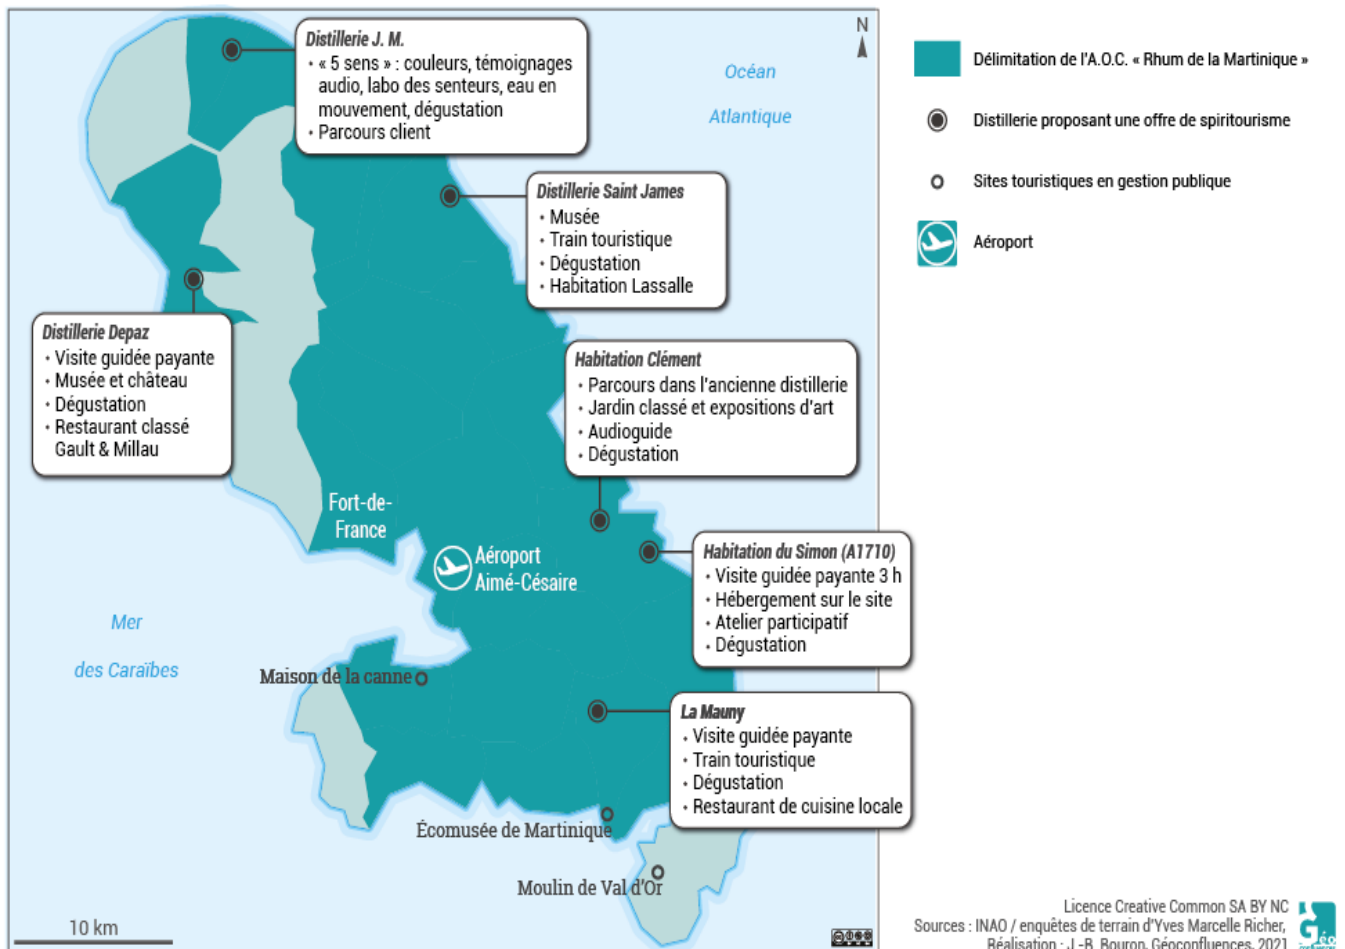 Distillerie J. M.
• « 5 sens » : couleurs, témoignages
audio, labo des senteurs, eau en
mouvement, dégustation
• Parcours client
N
Océan
Atlantique
Distillerie Saint James
• Musée
• Train touristique
• Dégustation
• Habitation Lassalle
Distillerie Depaz
• Visite guidée payante
• Musée et château
• Dégustation
• Restaurant classé
Gault & Millau
Habitation Clément
• Parcours dans l'ancienne distillerie
• Jardin classé et expositions d'art
• Audioguide
• Dégustation
Fort-de-
France
Aéroport
Aimé-Césaire
Habitation du Simon (A1710)
• Visite guidée payante 3 h
• Hébergement sur le site
• Atelier participatif
• Dégustation
Mer
des Caraïbes
Maison de la canne
La Mauny
• Visite guidée payante
• Train touristique
• Dégustation
• Restaurant de cuisine locale
Écomusée de Martinique
Moulin de Val d'Or
10 km
Délimitation de l'A.O.C. « Rhum de la Martinique »
Distillerie proposant une offre de spiritourisme
Sites touristiques en gestion publique
Aéroport
Licence Creative Common SA BY NC
Sources : INAO / enquêtes de terrain d'Yves Marcelle Richer,
Réalisation : J.-B. Bouron, Géoconfluences, 2021
Géo